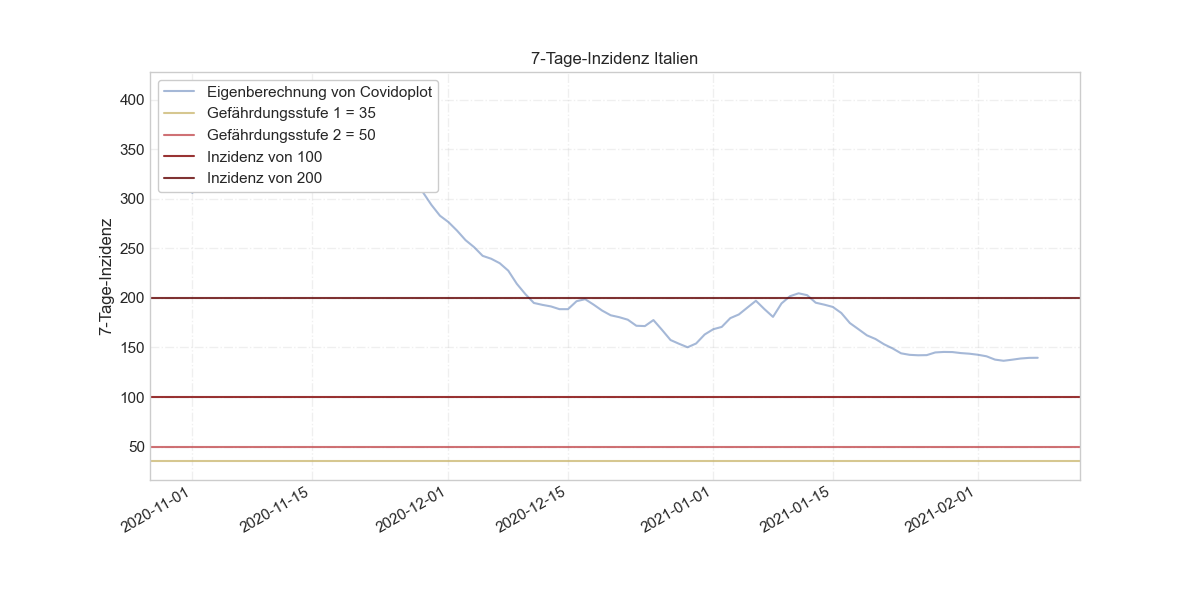 7-Tage-Inzidenz Italien
Eigenberechnung von Covidoplot
Gefährdungsstufe 1 = 35
Gefährdungsstufe 2 = 50
Inzidenz von 100
Inzidenz von 200
7-Tage-Inzidenz
400
350
300
250
200
150
100
50
2020-11-01
2020-11-15
2020-12-01
2020-12-15
2021-01-01
2021-01-15
2021-02-01